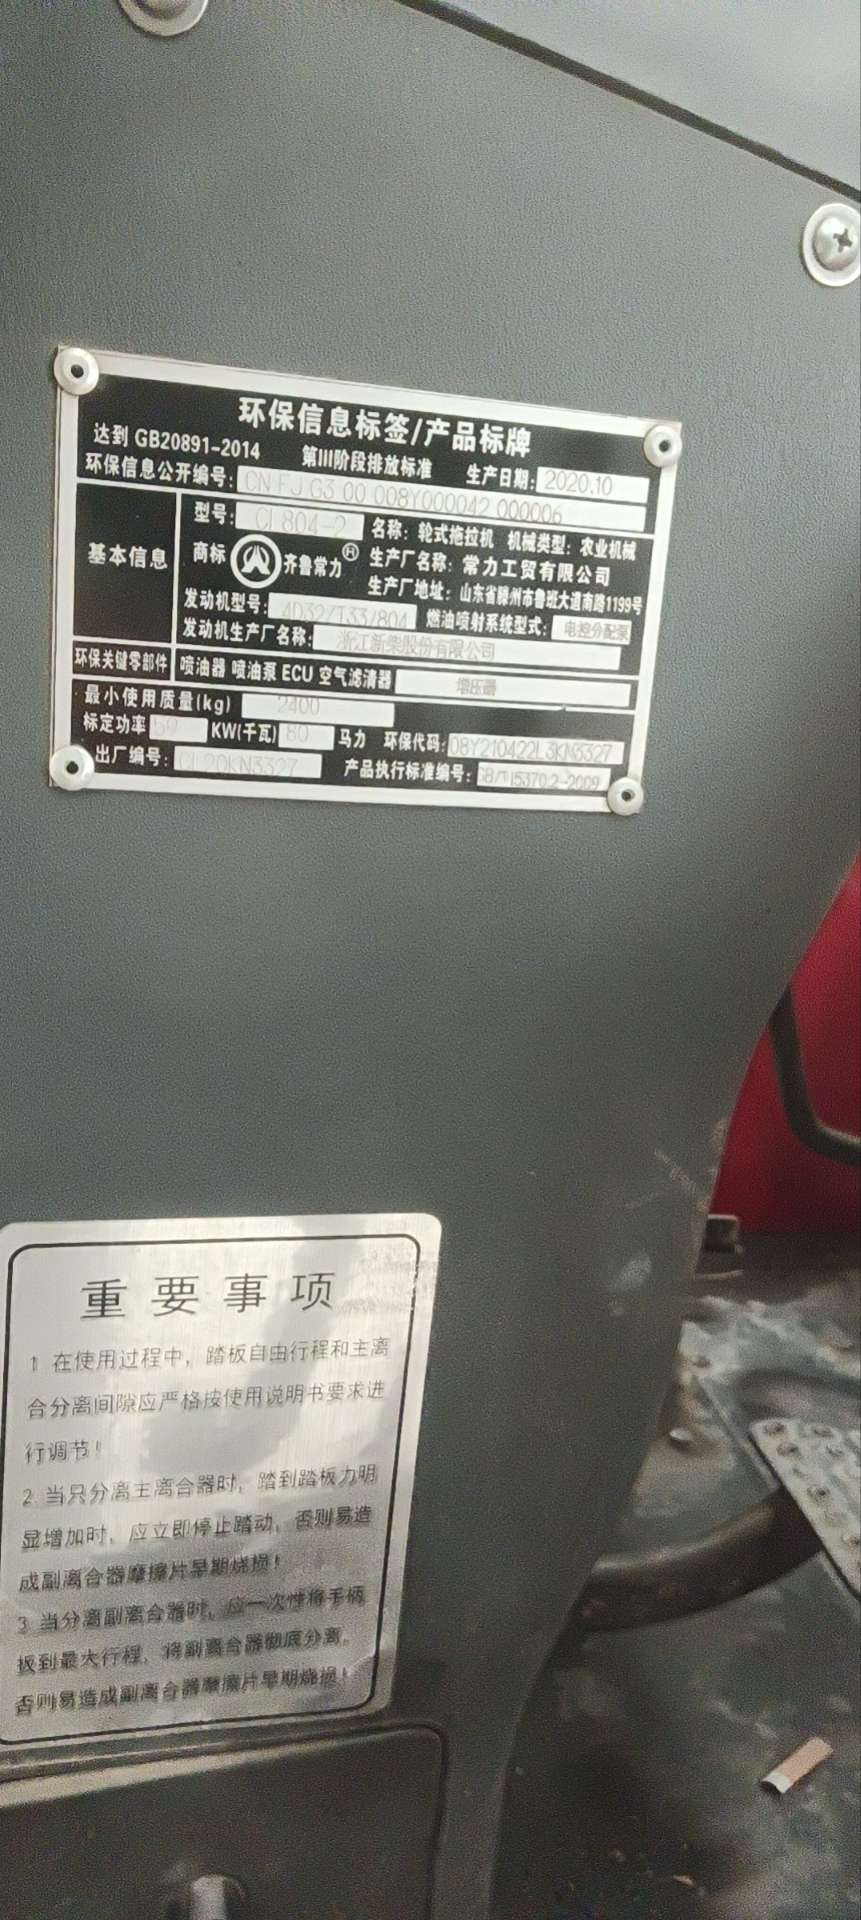 环保信息标签/产品标牌
达到 GB20891-2014 第III阶段排放标准 生产日期: 2020.10
环保信息公开编号: CN FJ G3 00 008Y000042 000006
基本信息
型号: CL804-2 名称: 轮式拖拉机 机械类型: 农业机械
商标 齐鲁常力® 生产厂名称: 常力工贸有限公司
生产厂地址: 山东省滕州市鲁班大道南路1199号
发动机型号: 4D32/T33/804 燃油喷射系统型式: 电控分配泵
发动机生产厂名称: 浙江新柴股份有限公司
环保关键零部件 喷油器 喷油泵 ECU 空气滤清器 增压器
最小使用质量(kg) 2400
标定功率 59 KW(千瓦) 80 马力 环保代码: 08Y210422L3KN3327
出厂编号: CL20KN3327 产品执行标准编号: GB/T15370.2-2009
重要事项
1 在使用过程中, 踏板自由行程和主离
合分离间隙应严格按使用说明书要求进
行调节!
2 当只分离主离合器时, 踏到踏板力明
显增加时, 应立即停止踏动, 否则易造
成副离合器摩擦片早期烧损!
3 当分离副离合器时, 应一次性将手柄
扳到最大行程, 将副离合器彻底分离,
否则易造成副离合器摩擦片早期烧损!